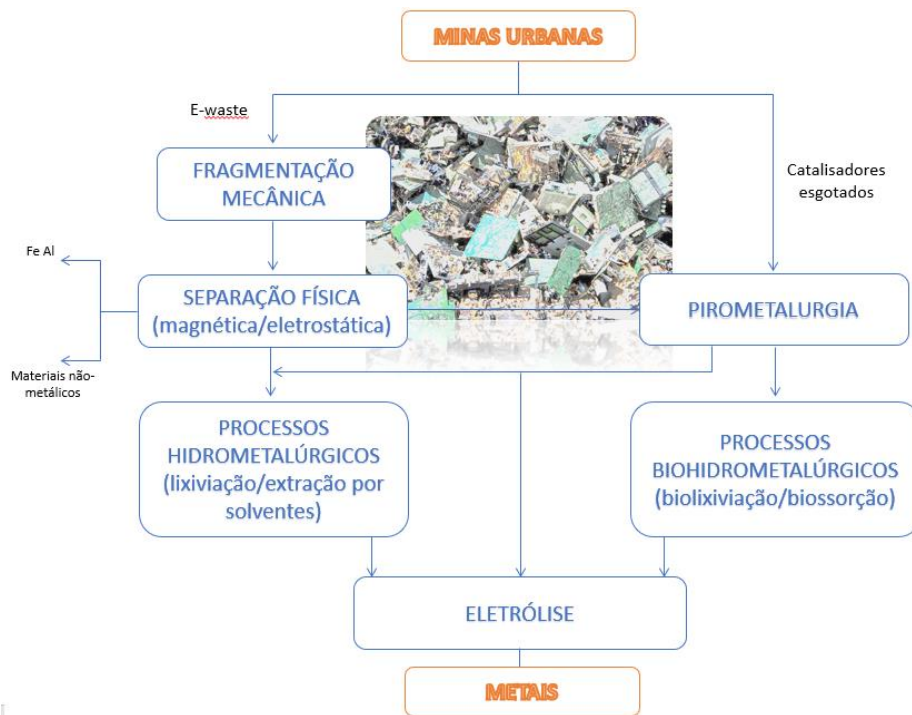 MINAS URBANAS
E-waste
FRAGMENTAÇÃO
MECÂNICA
Catalisadores
esgotados
Fe Al
SEPARAÇÃO FÍSICA
(magnética/eletrostática)
PIROMETALURGIA
Materiais não-
metálicos
PROCESSOS
HIDROMETALÚRGICOS
(lixiviação/extração por
solventes)
PROCESSOS
BIOHIDROMETALÚRGICOS
(biolixiviação/biossorção)
ELETRÓLISE
METAIS